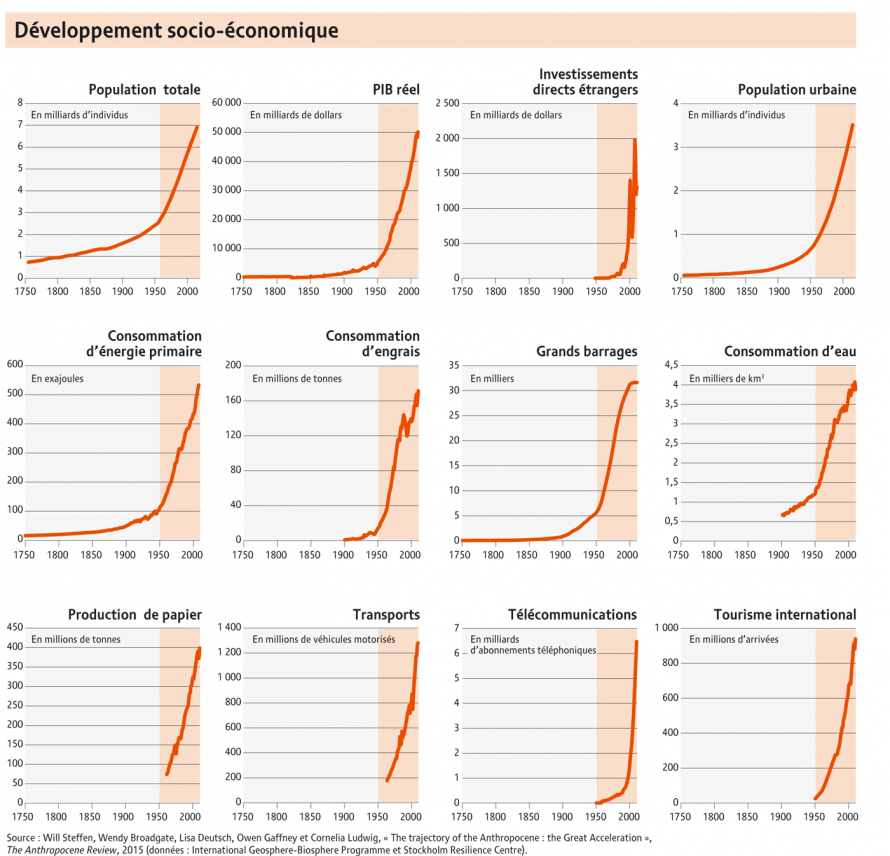 Développement socio-économique
Population totale
En milliards d'individus
8
7
6
5
4
3
2
1
0
1750 1800 1850 1900 1950 2000
PIB réel
En milliards de dollars
60 000
50 000
40 000
30 000
20 000
10 000
0
1750 1800 1850 1900 1950 2000
Investissements
directs étrangers
En milliards de dollars
2 500
2 000
1 500
1 000
500
0
1750 1800 1850 1900 1950 2000
Population urbaine
En milliards d'individus
4
3
2
1
0
1750 1800 1850 1900 1950 2000
Consommation
d'énergie primaire
En exajoules
600
500
400
300
200
100
0
1750 1800 1850 1900 1950 2000
Consommation
d'engrais
En millions de tonnes
200
160
120
80
40
0
1750 1800 1850 1900 1950 2000
Grands barrages
En milliers
35
30
25
20
15
10
5
0
1750 1800 1850 1900 1950 2000
Consommation d'eau
En milliers de km³
4,5
4
3,5
3
2,5
2
1,5
1
0,5
0
1750 1800 1850 1900 1950 2000
Production de papier
En millions de tonnes
450
400
350
300
250
200
150
100
50
0
1750 1800 1850 1900 1950 2000
Transports
En millions de véhicules motorisés
1 400
1 200
1 000
800
600
400
200
0
1750 1800 1850 1900 1950 2000
Télécommunications
En milliards
d'abonnements téléphoniques
7
6
5
4
3
2
1
0
1750 1800 1850 1900 1950 2000
Tourisme international
En millions d'arrivées
1 000
800
600
400
200
0
1750 1800 1850 1900 1950 2000
Source : Will Steffen, Wendy Broadgate, Lisa Deutsch, Owen Gaffney et Cornelia Ludwig, « The trajectory of the Anthropocene : the Great Acceleration »,
The Anthropocene Review, 2015 (données : International Geosphere-Biosphere Programme et Stockholm Resilience Centre).